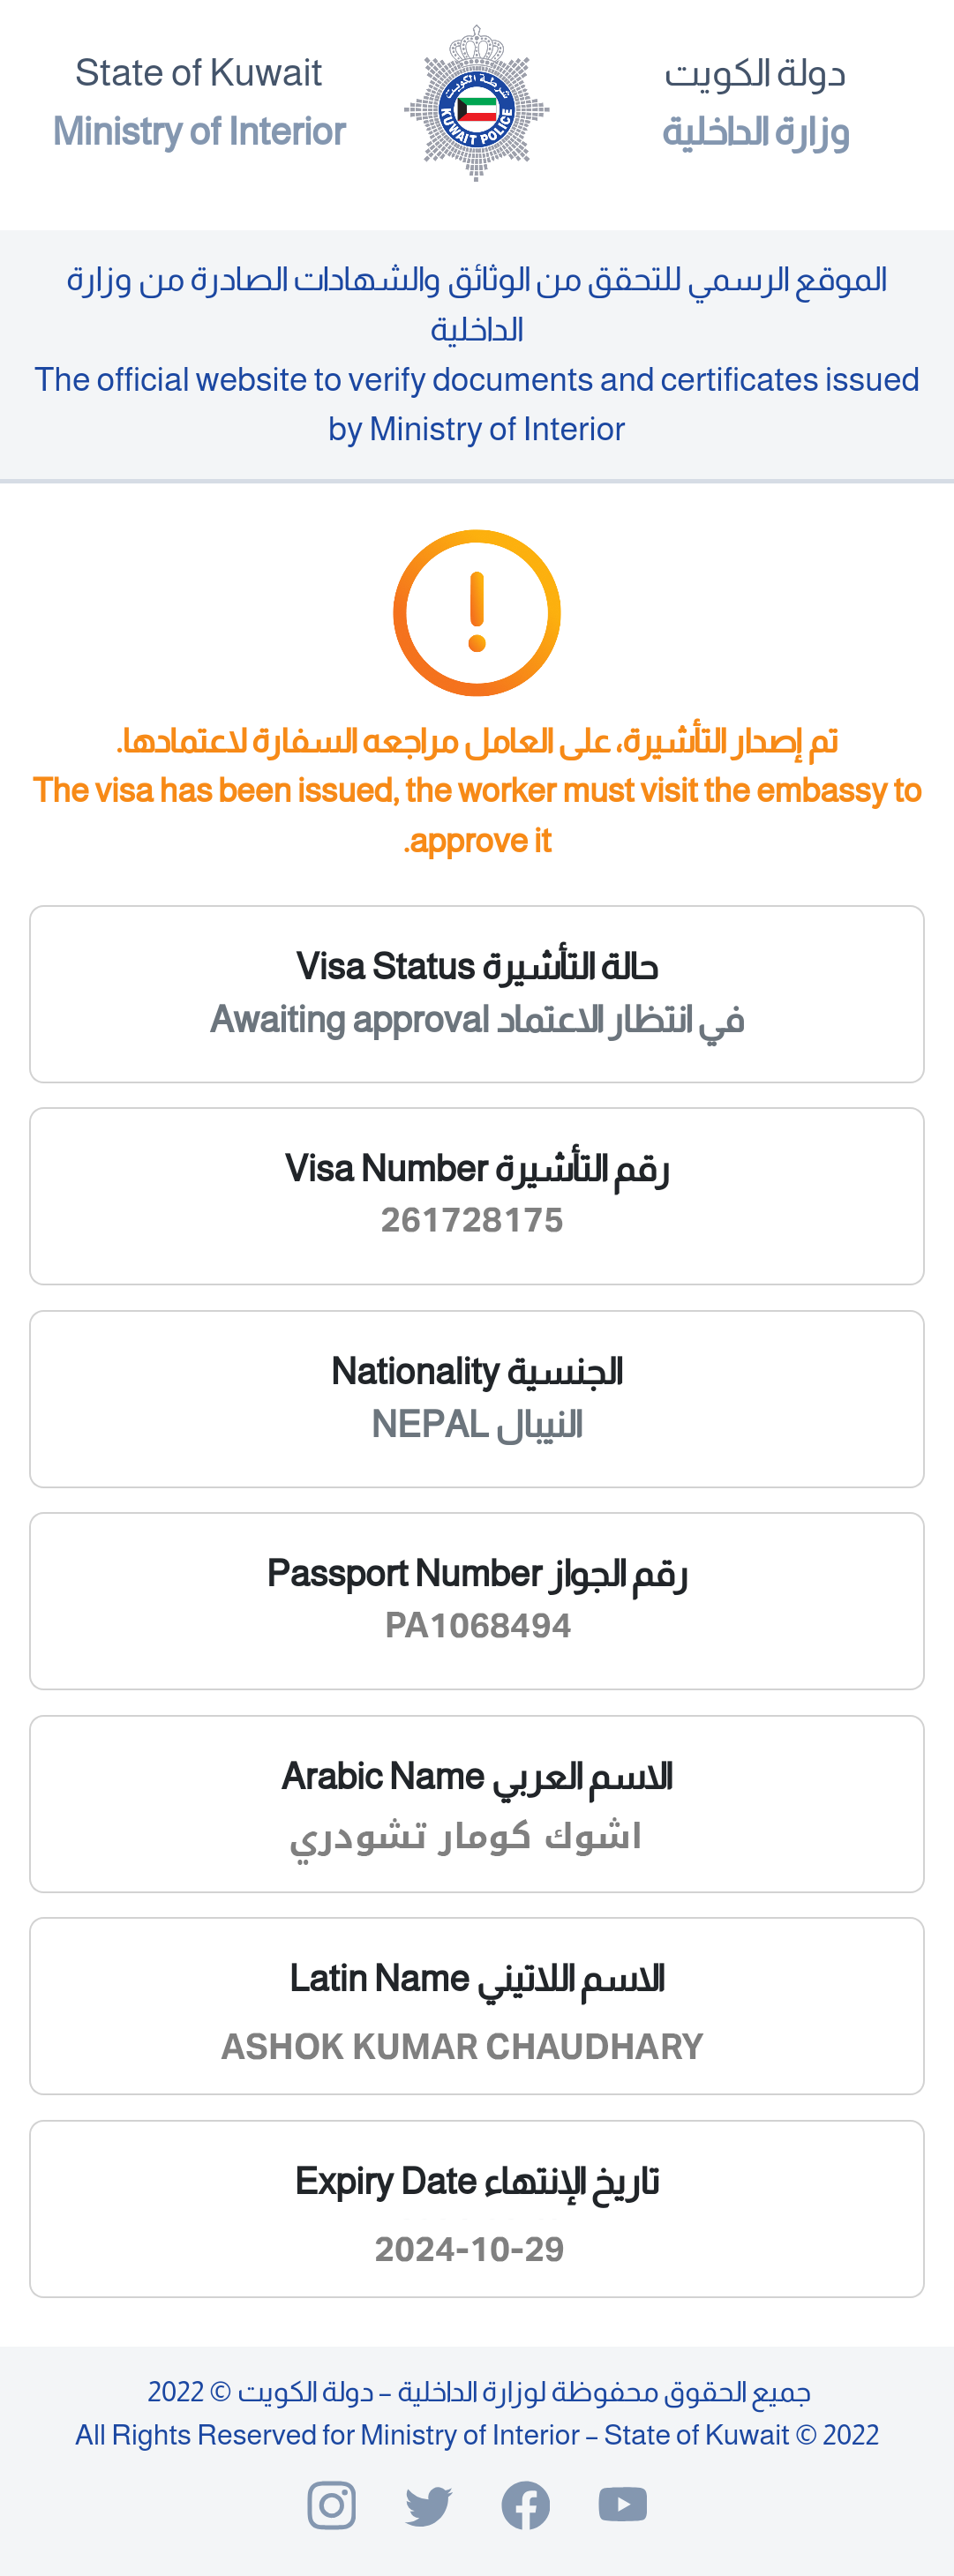 State of Kuwait
Ministry of Interior
شرطة الكويت
KUWAIT POLICE
دولة الكويت
وزارة الداخلية
الموقع الرسمي للتحقق من الوثائق والشهادات الصادرة من وزارة
الداخلية
The official website to verify documents and certificates issued
by Ministry of Interior
تم إصدار التأشيرة، على العامل مراجعه السفارة لاعتمادها.
The visa has been issued, the worker must visit the embassy to
.approve it
Visa Status حالة التأشيرة
Awaiting approval في انتظار الاعتماد
Visa Number رقم التأشيرة
261728175
Nationality الجنسية
NEPAL النيبال
Passport Number رقم الجواز
PA1068494
Arabic Name الاسم العربي
اشوك كومار تشودري
Latin Name الاسم اللاتيني
ASHOK KUMAR CHAUDHARY
Expiry Date تاريخ الإنتهاء
2024-10-29
جميع الحقوق محفوظة لوزارة الداخلية – دولة الكويت © 2022
All Rights Reserved for Ministry of Interior – State of Kuwait © 2022